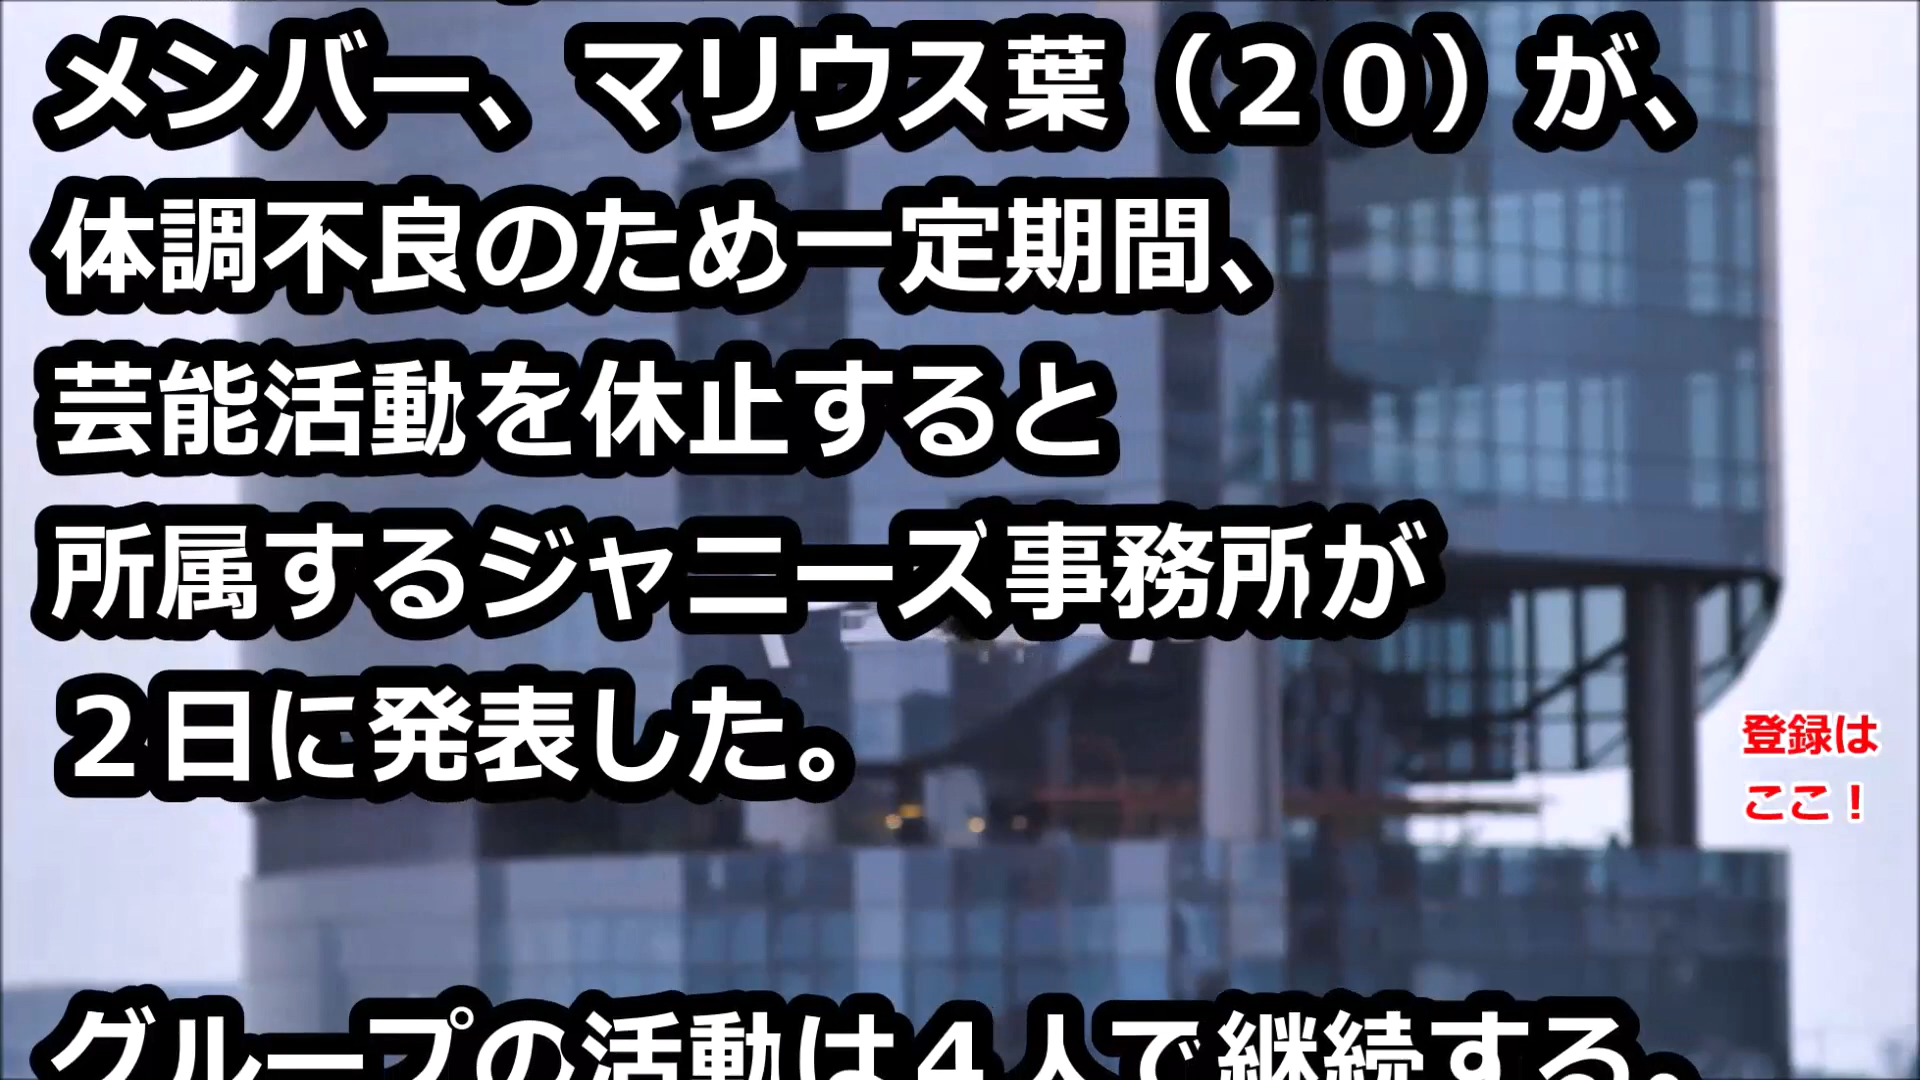 メンバー、マリウス葉（２０）が、
体調不良のため一定期間、
芸能活動を休止すると
所属するジャニーズ事務所が
２日に発表した。
登録は
ここ！
グループの活動は４人で継続する。